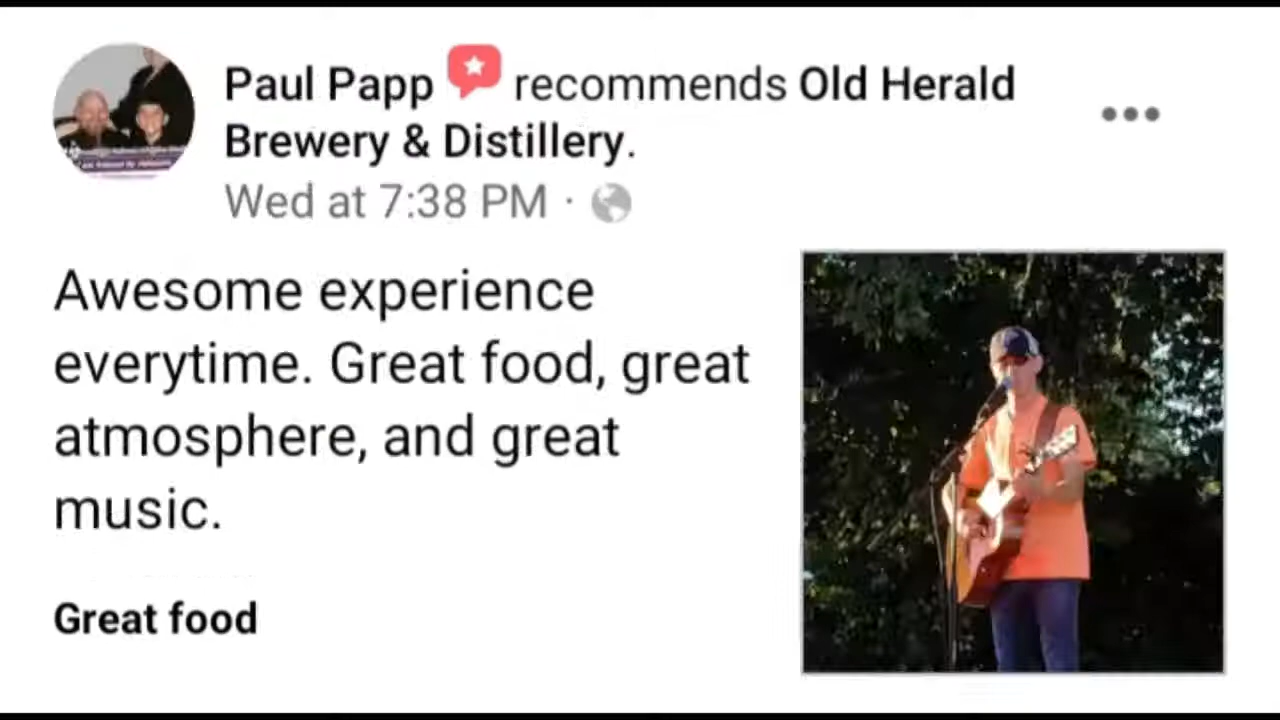 Paul Papp recommends Old Herald
Brewery & Distillery.
Wed at 7:38 PM ·
Awesome experience
everytime. Great food, great
atmosphere, and great
music.
Great food